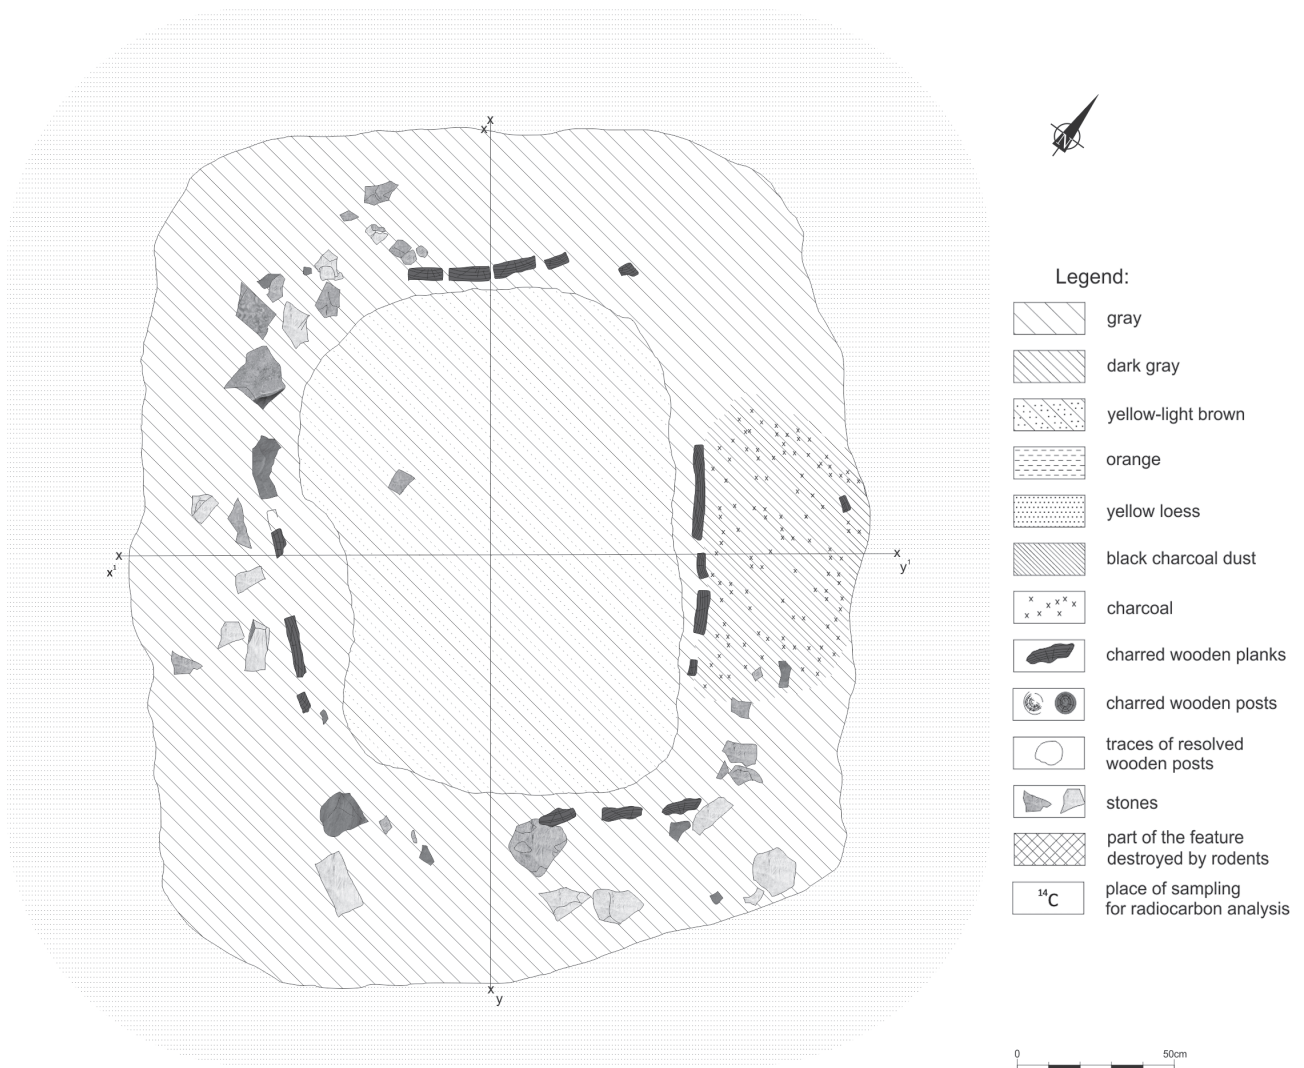 x
x
N
Legend:
gray
dark gray
yellow-light brown
orange
yellow loess
x x
x¹ y¹
black charcoal dust
charcoal
charred wooden planks
charred wooden posts
traces of resolved
wooden posts
stones
part of the feature
destroyed by rodents
¹⁴C place of sampling
for radiocarbon analysis
x
y
0 50cm